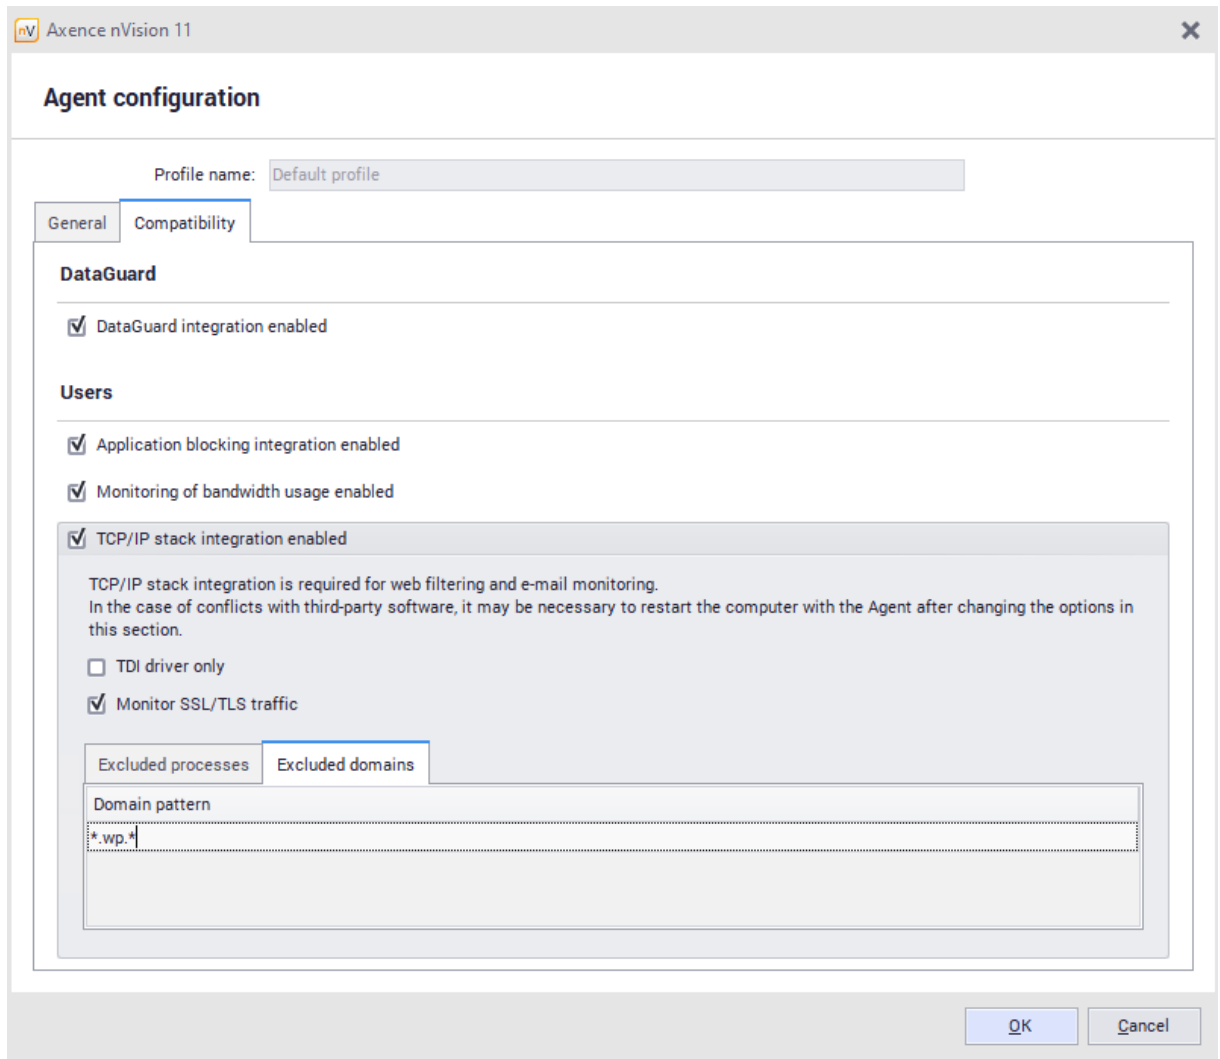 nV Axence nVision 11
Agent configuration
Profile name: Default profile
General Compatibility
DataGuard
DataGuard integration enabled
Users
Application blocking integration enabled
Monitoring of bandwidth usage enabled
TCP/IP stack integration enabled
TCP/IP stack integration is required for web filtering and e-mail monitoring.
In the case of conflicts with third-party software, it may be necessary to restart the computer with the Agent after changing the options in
this section.
TDI driver only
Monitor SSL/TLS traffic
Excluded processes Excluded domains
Domain pattern
*.wp.*
OK Cancel